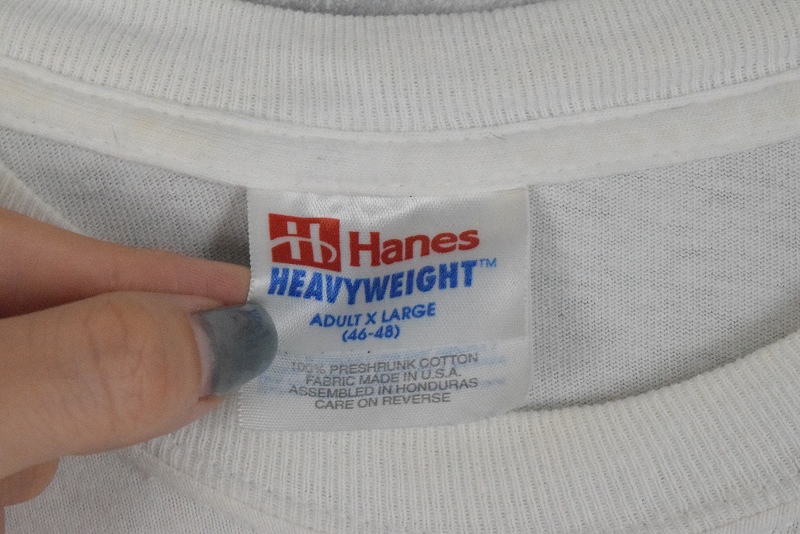 Hanes
HEAVYWEIGHT™
ADULT X LARGE
(46-48)
100% PRESHRUNK COTTON
FABRIC MADE IN U.S.A.
ASSEMBLED IN HONDURAS
CARE ON REVERSE